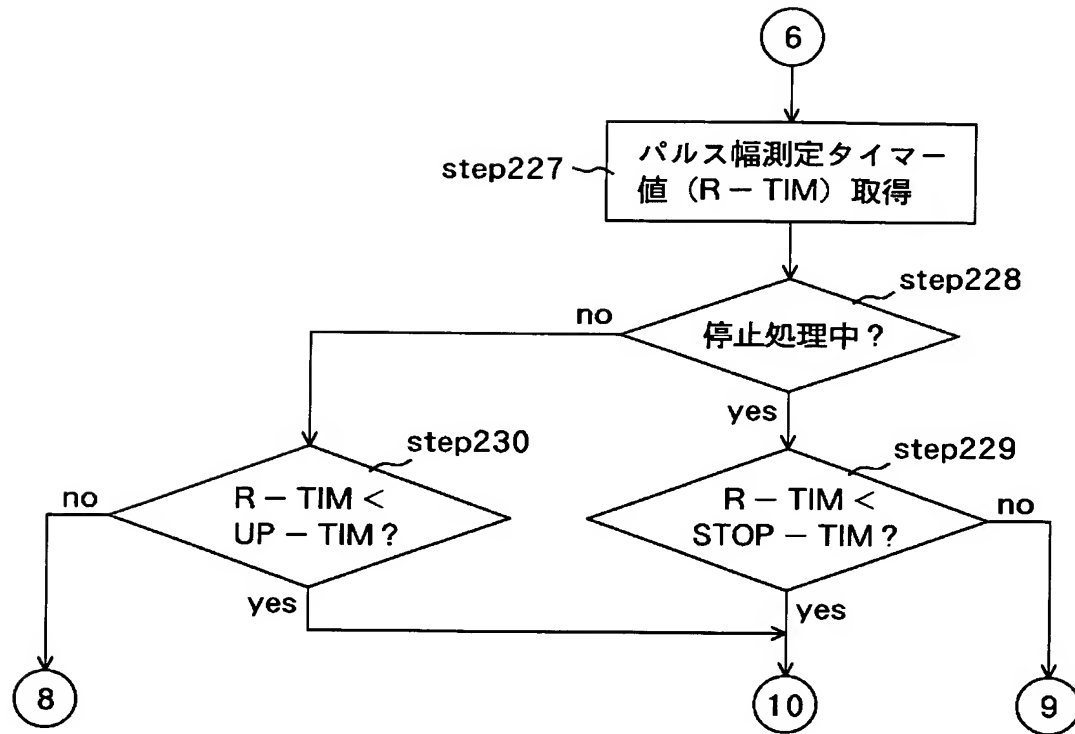 6
step227
パルス幅測定タイマー
値（R－TIM）取得
step228
no
停止処理中？
yes
step230
step229
no
R－TIM＜
UP－TIM？
R－TIM＜
STOP－TIM？
no
yes
yes
8
10
9